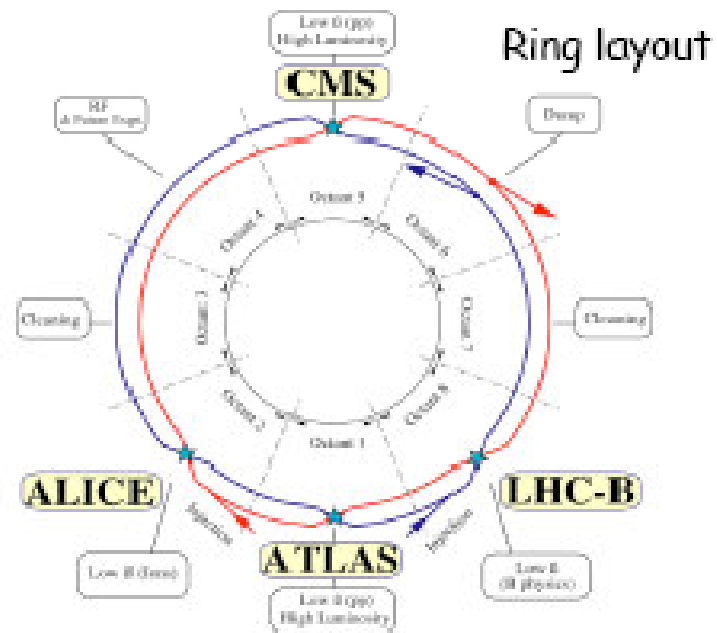 Ring layout
Low β (pp)
High Luminosity
CMS
RF
& Future Expt.
Dump
Octant 5
Octant 4
Octant 6
Cleaning
Octant 3
Octant 7
Cleaning
Octant 2
Octant 8
Octant 1
ALICE
LHC-B
Injection
Injection
ATLAS
Low β (Ions)
Low β
(B physics)
Low β (pp)
High Luminosity